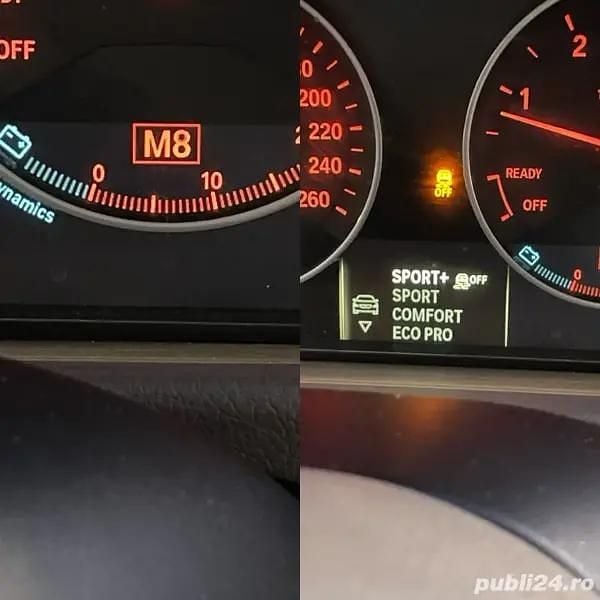 OFF
M8
0
10
ynamics
200
220
240
260
OFF
1
2
READY
OFF
0
SPORT+ OFF
SPORT
COMFORT
ECO PRO
publi24.ro